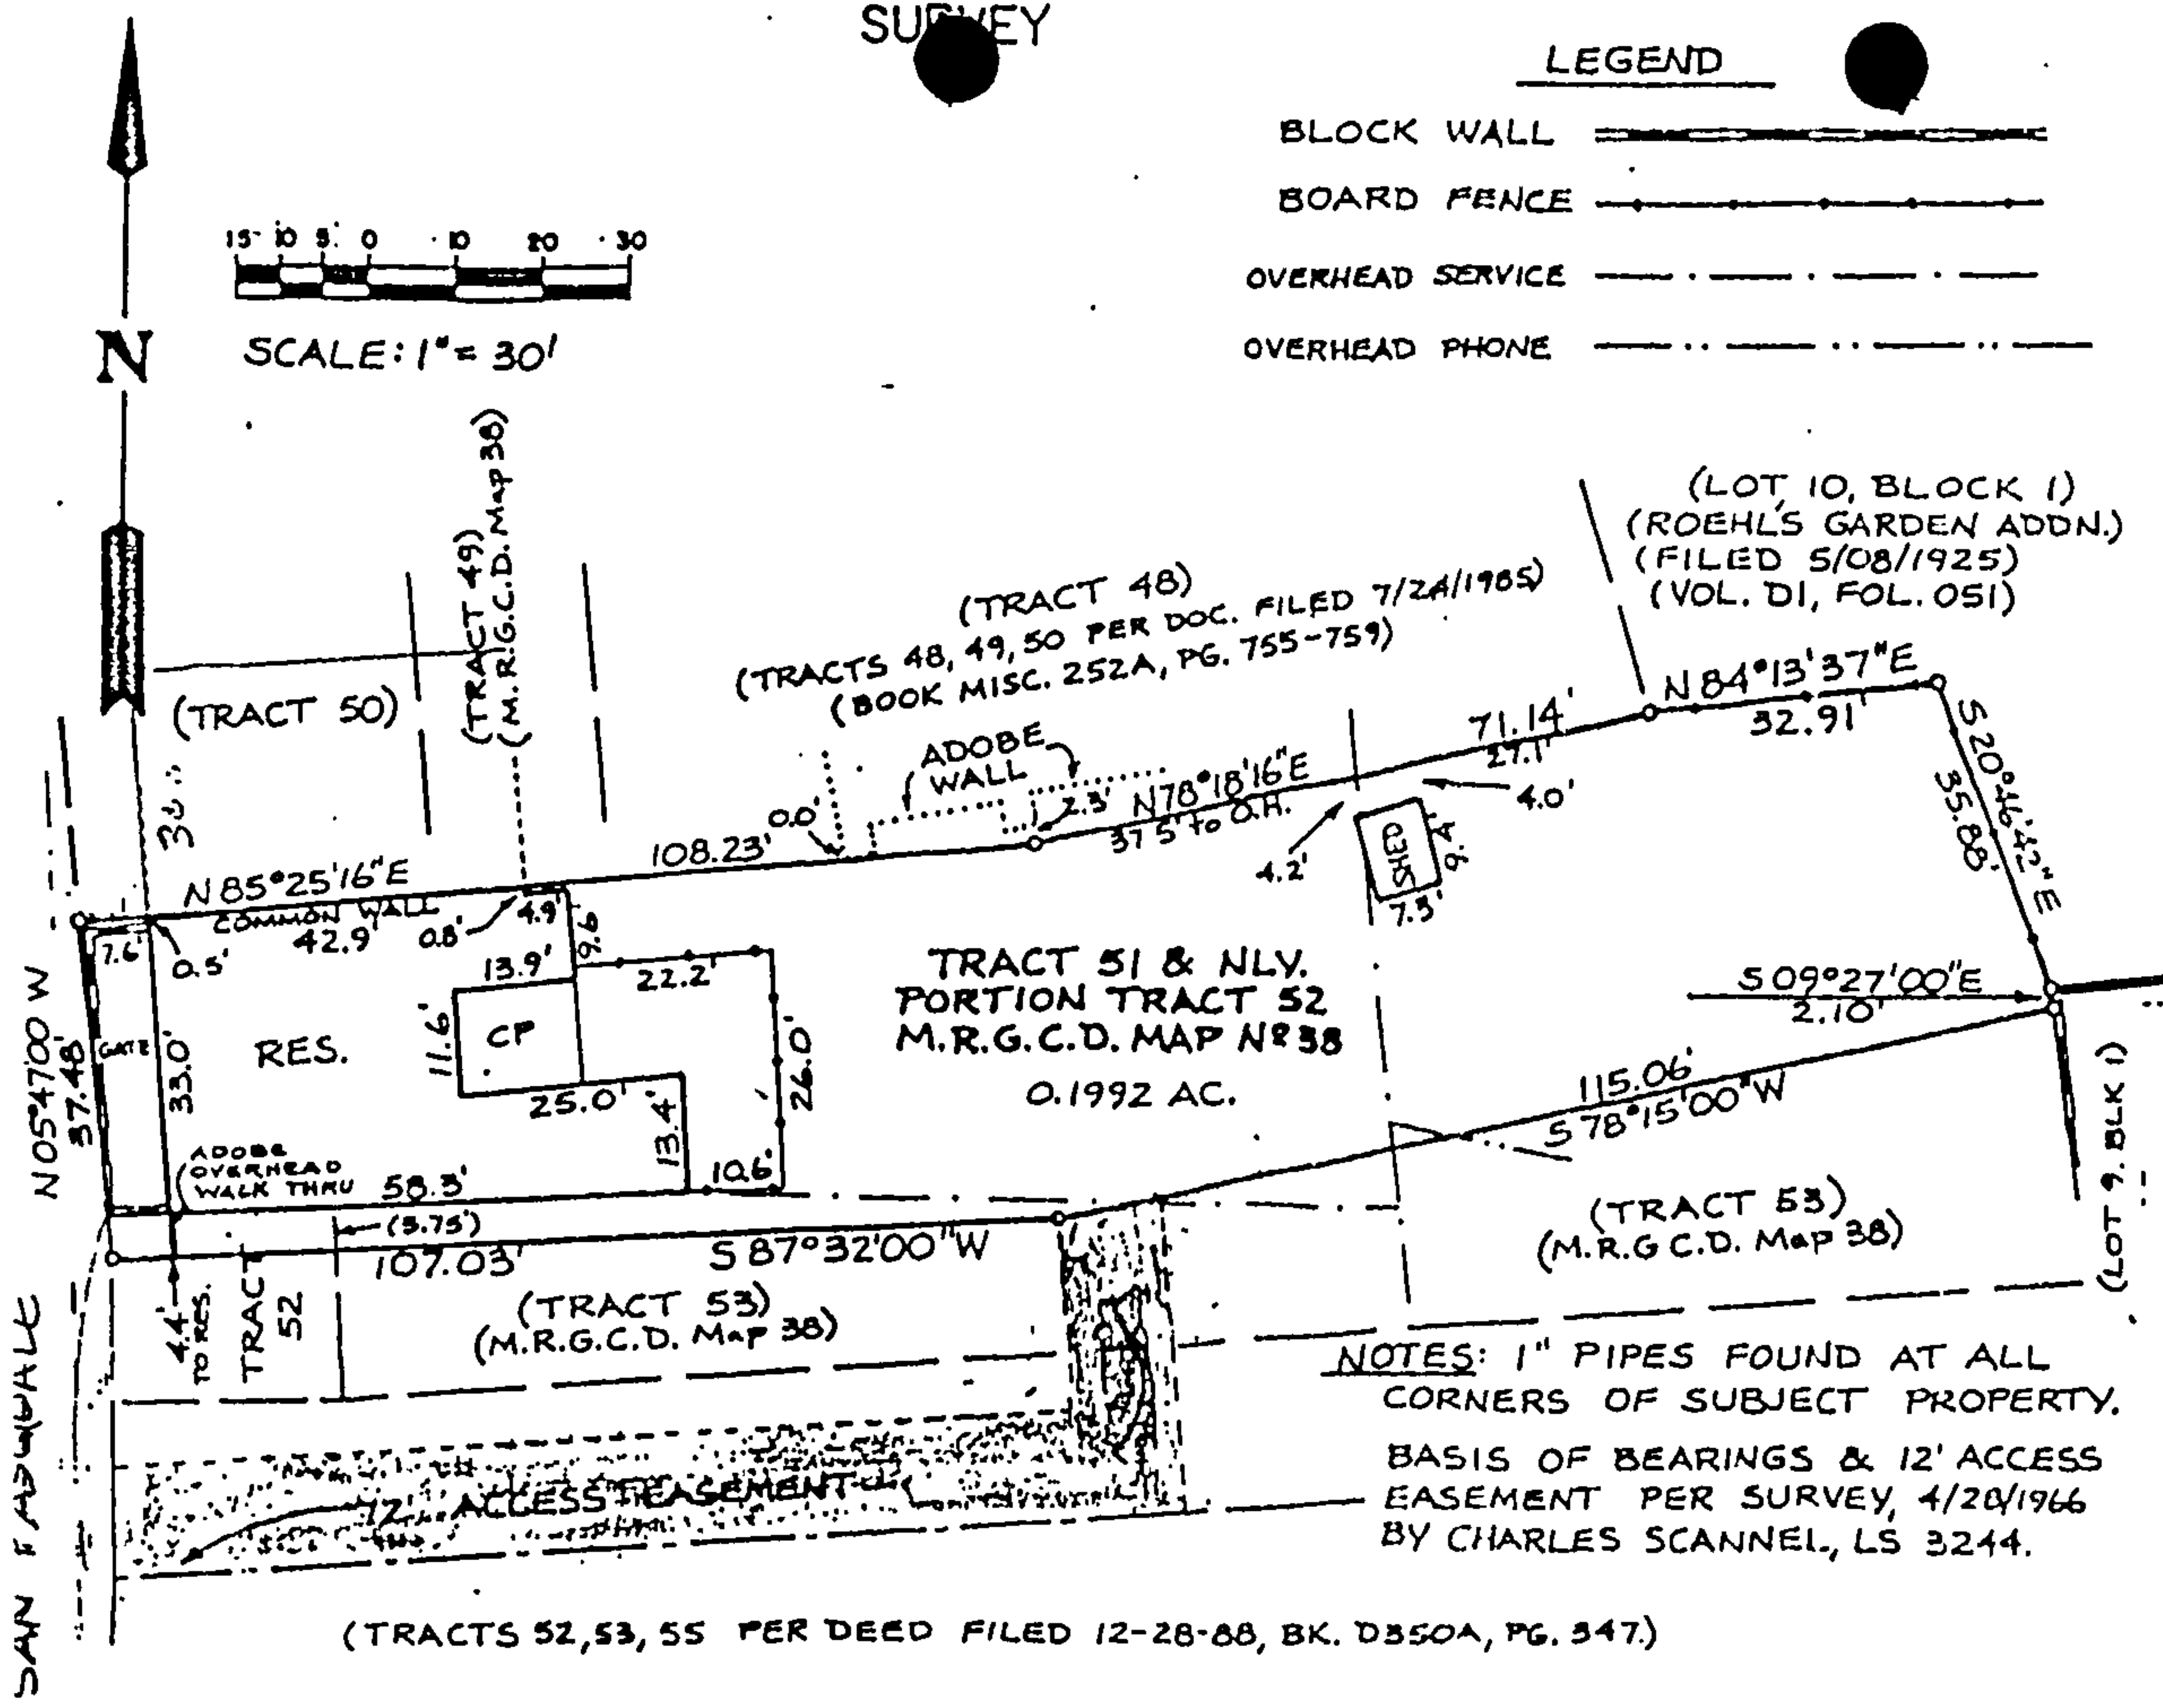 SURVEY
LEGEND
BLOCK WALL
BOARD FENCE
OVERHEAD SERVICE
OVERHEAD PHONE
15 10 5 0 10 20 30
N
SCALE: 1" = 30'
(LOT 10, BLOCK 1)
(ROEHL'S GARDEN ADDN.)
(FILED 5/08/1925)
(VOL. D1, FOL. 051)
(TRACT 49)
(M.R.G.C.D. Map 38)
(TRACT 48)
(TRACTS 48, 49, 50 PER DOC. FILED 7/24/1985)
(BOOK MISC. 252A, PG. 755-759)
(TRACT 50)
N 84°13'37"E
32.91'
71.14'
27.1'
ADOBE
WALL
N78°18'16"E
37.5' to O.H.
2.3'
0.0'
4.0'
4.2'
SHED
9.4'
7.3'
S 20°46'42"E
35.88'
108.23'
N 85°25'16"E
COMMON WALL
42.9'
0.8'
4.9'
9.6'
7.6'
0.5'
13.9'
22.2'
11.6'
CP
RES.
GATE
33.0'
N05°47'00 W
37.48'
25.0'
13.4'
26.0'
10.6'
TRACT 51 & NLY.
PORTION TRACT 52
M.R.G.C.D. MAP Nº 38
0.1992 AC.
S 09°27'00"E
2.10'
115.06'
S 78°15'00"W
ADOBE
OVERHEAD
WALK THRU
58.3'
(3.75')
107.03'
S 87°32'00"W
4.4'
TO RES.
TRACT
52
(TRACT 53)
(M.R.G.C.D. Map 38)
(TRACT 53)
(M.R.G C.D. Map 38)
(LOT 9, BLK 1)
NOTES: 1" PIPES FOUND AT ALL
CORNERS OF SUBJECT PROPERTY.
BASIS OF BEARINGS & 12' ACCESS
EASEMENT PER SURVEY, 4/28/1966
BY CHARLES SCANNEL, LS 3244.
12' ACCESS EASEMENT
SAN PASQUALE
(TRACTS 52,53,55 PER DEED FILED 12-28-88, BK. D350A, PG. 347.)